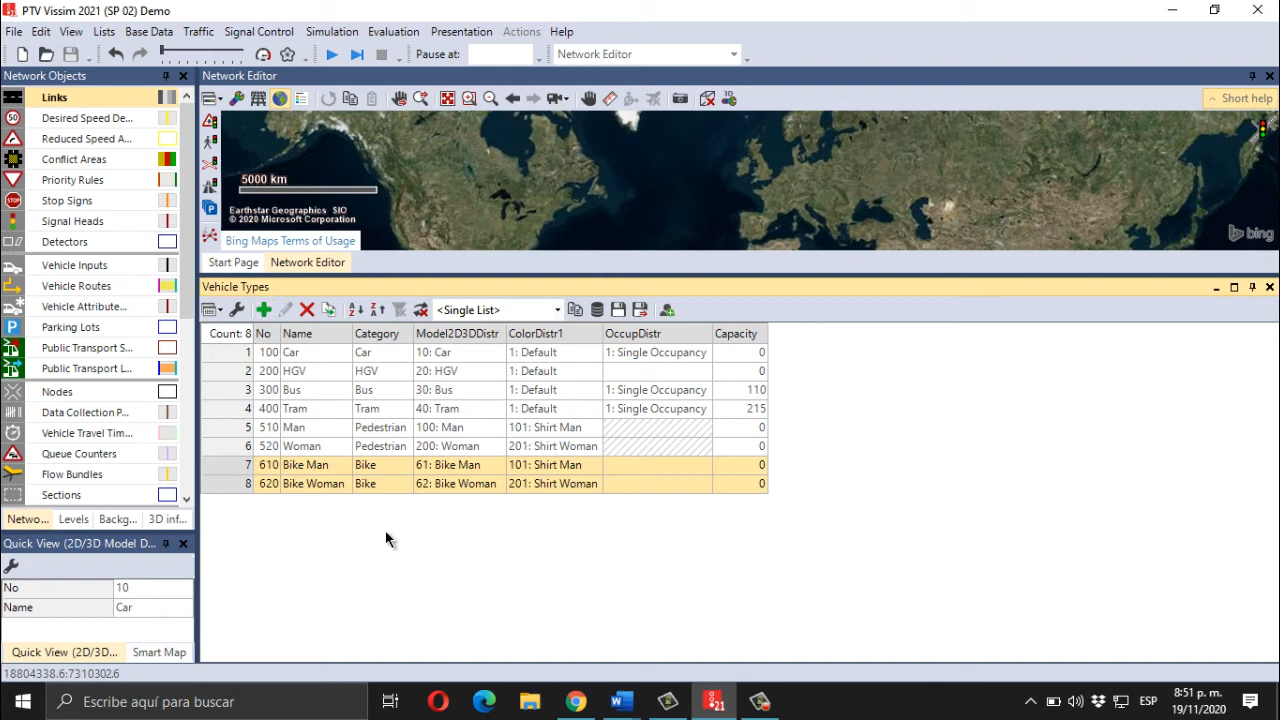 PTV Vissim 2021 (SP 02) Demo
File Edit View Lists Base Data Traffic Signal Control Simulation Evaluation Presentation Actions Help
Pause at: Network Editor
Network Objects
Network Editor
Links
Short help
Desired Speed De...
Reduced Speed A...
Conflict Areas
Priority Rules
Stop Signs
Signal Heads
Detectors
Vehicle Inputs
Vehicle Routes
Vehicle Attribute...
Parking Lots
Public Transport S...
Public Transport L...
Nodes
Data Collection P...
Vehicle Travel Tim...
Queue Counters
Flow Bundles
Sections
Netwo... Levels Backg... 3D inf...
5000 km
Earthstar Geographics SIO
© 2020 Microsoft Corporation
Bing Maps Terms of Usage
bing
Start Page Network Editor
Vehicle Types
<Single List>
Count: 8 No Name Category Model2D3DDistr ColorDistr1 OccupDistr Capacity
1 100 Car Car 10: Car 1: Default 1: Single Occupancy 0
2 200 HGV HGV 20: HGV 1: Default 0
3 300 Bus Bus 30: Bus 1: Default 1: Single Occupancy 110
4 400 Tram Tram 40: Tram 1: Default 1: Single Occupancy 215
5 510 Man Pedestrian 100: Man 101: Shirt Man 0
6 520 Woman Pedestrian 200: Woman 201: Shirt Woman 0
7 610 Bike Man Bike 61: Bike Man 101: Shirt Man 0
8 620 Bike Woman Bike 62: Bike Woman 201: Shirt Woman 0
Quick View (2D/3D Model D...
No 10
Name Car
Quick View (2D/3D... Smart Map
18804338.6:7310302.6
Escribe aquí para buscar
ESP
8:51 p. m.
19/11/2020